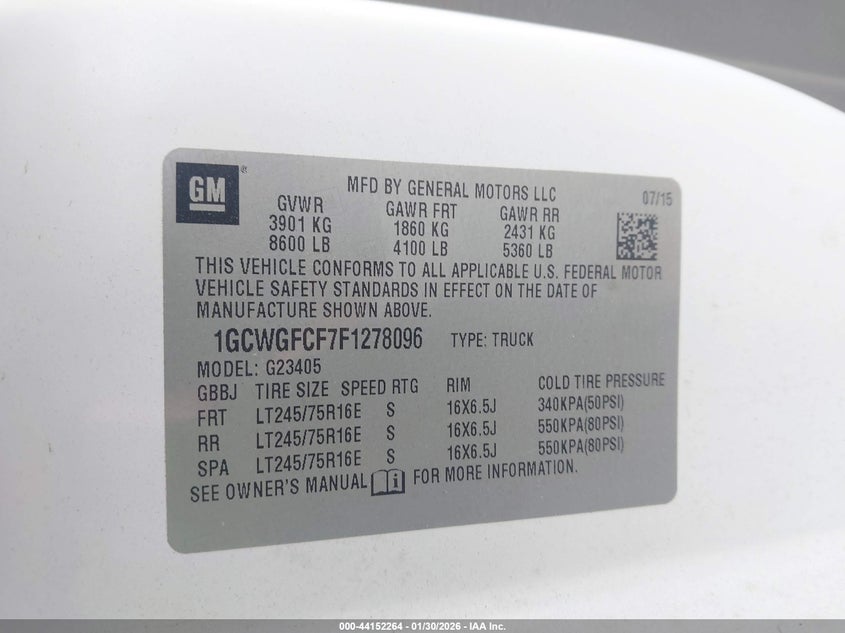 GM®
MFD BY GENERAL MOTORS LLC
07/15
GVWR GAWR FRT GAWR RR
3901 KG 1860 KG 2431 KG
8600 LB 4100 LB 5360 LB
THIS VEHICLE CONFORMS TO ALL APPLICABLE U.S. FEDERAL MOTOR
VEHICLE SAFETY STANDARDS IN EFFECT ON THE DATE OF
MANUFACTURE SHOWN ABOVE.
1GCWGFCF7F1278096 TYPE: TRUCK
MODEL: G23405
GBBJ TIRE SIZE SPEED RTG RIM COLD TIRE PRESSURE
FRT LT245/75R16E S 16X6.5J 340KPA(50PSI)
RR LT245/75R16E S 16X6.5J 550KPA(80PSI)
SPA LT245/75R16E S 16X6.5J 550KPA(80PSI)
SEE OWNER'S MANUAL i FOR MORE INFORMATION.
000-44152264 - 01/30/2026 - IAA Inc.